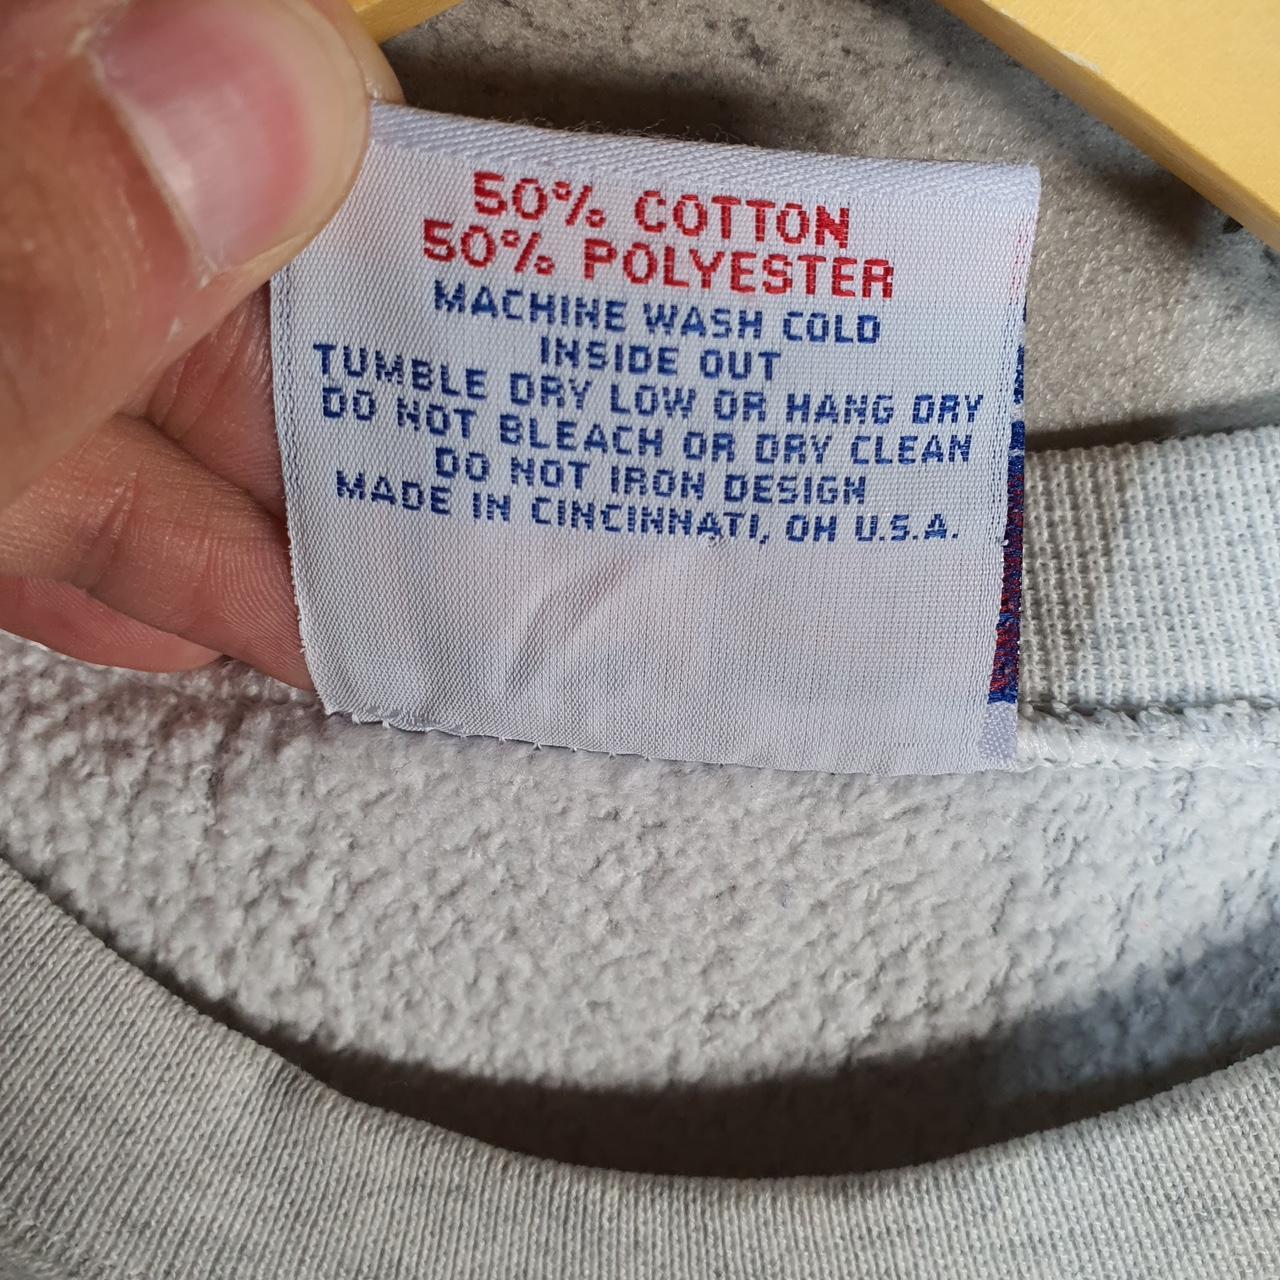 50% COTTON
50% POLYESTER
MACHINE WASH COLD
INSIDE OUT
TUMBLE DRY LOW OR HANG DRY
DO NOT BLEACH OR DRY CLEAN
DO NOT IRON DESIGN
MADE IN CINCINNATI, OH U.S.A.